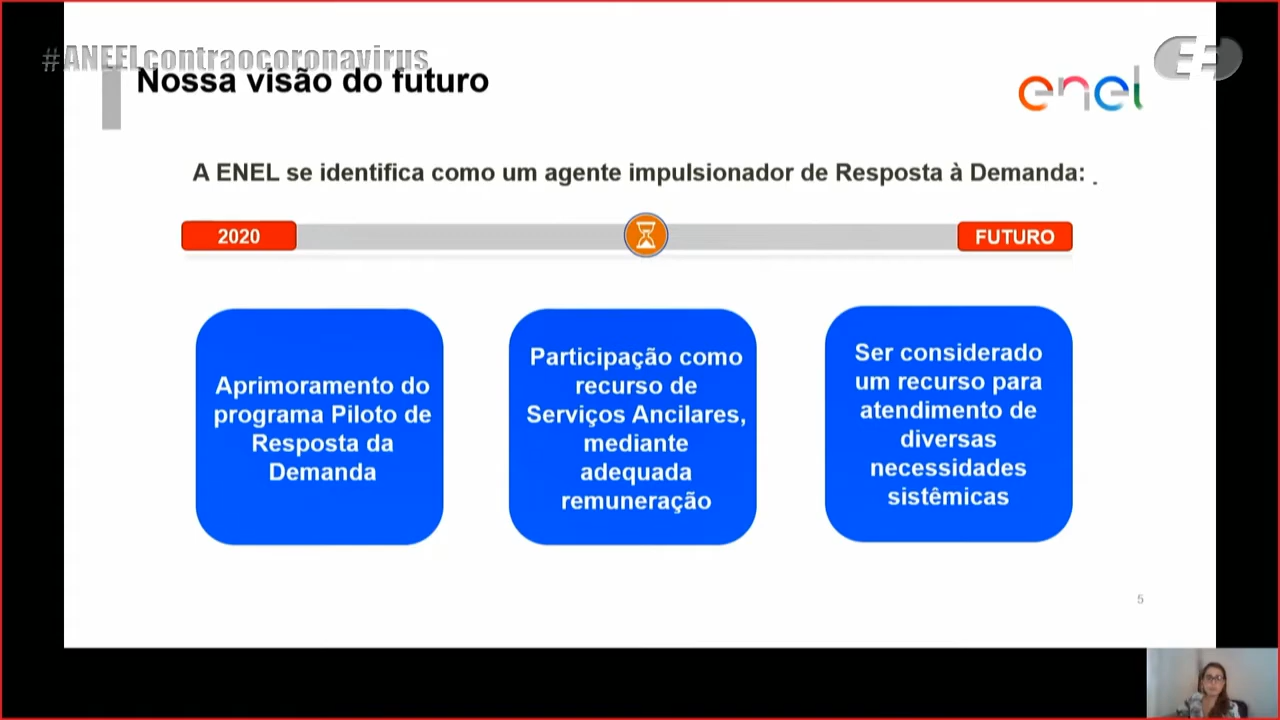 #ANEELcontraocoronavirus
Nossa visão do futuro
enel
A ENEL se identifica como um agente impulsionador de Resposta à Demanda: .
2020
FUTURO
Aprimoramento do
programa Piloto de
Resposta da
Demanda
Participação como
recurso de
Serviços Ancilares,
mediante
adequada
remuneração
Ser considerado
um recurso para
atendimento de
diversas
necessidades
sistêmicas
5